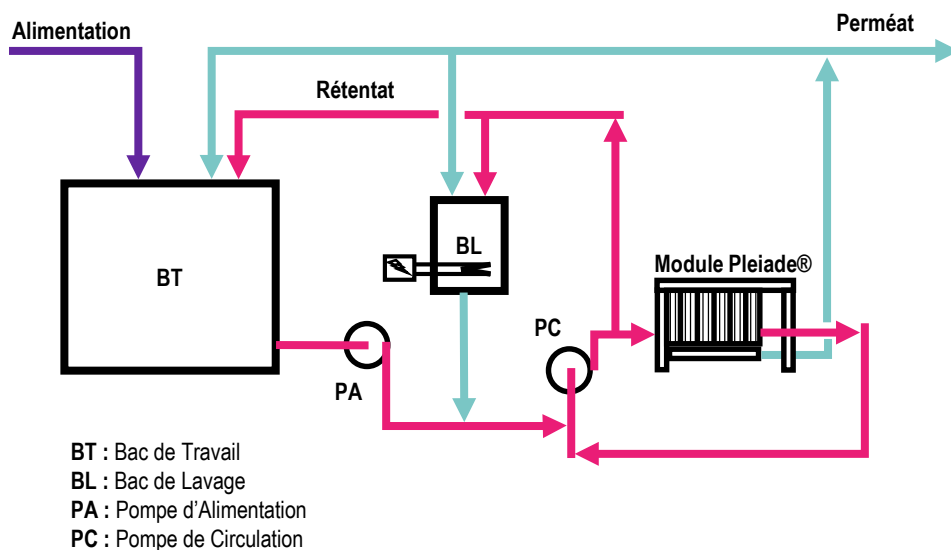 Alimentation
Perméat
Rétentat
BT
BL
Module Pleiade®
PC
PA
BT : Bac de Travail
BL : Bac de Lavage
PA : Pompe d'Alimentation
PC : Pompe de Circulation